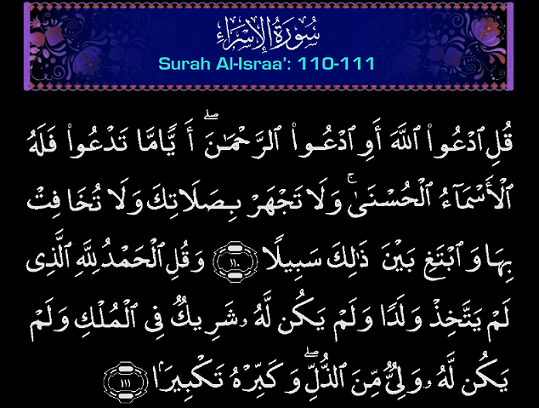 سُورَةُ الإِسْرَاء
Surah Al-Israa': 110-111
قُلِ ٱدْعُوا۟ ٱللَّهَ أَوِ ٱدْعُوا۟ ٱلرَّحْمَـٰنَ ۖ أَيًّا مَّا تَدْعُوا۟ فَلَهُ
ٱلْأَسْمَآءُ ٱلْحُسْنَىٰ ۚ وَلَا تَجْهَرْ بِصَلَاتِكَ وَلَا تُخَافِتْ
بِهَا وَٱبْتَغِ بَيْنَ ذَٰلِكَ سَبِيلًا ١١٠ وَقُلِ ٱلْحَمْدُ لِلَّهِ ٱلَّذِى
لَمْ يَتَّخِذْ وَلَدًا وَلَمْ يَكُن لَّهُۥ شَرِيكٌ فِى ٱلْمُلْكِ وَلَمْ
يَكُن لَّهُۥ وَلِىٌّ مِّنَ ٱلذُّلِّ ۖ وَكَبِّرْهُ تَكْبِيرًۢا ١١١